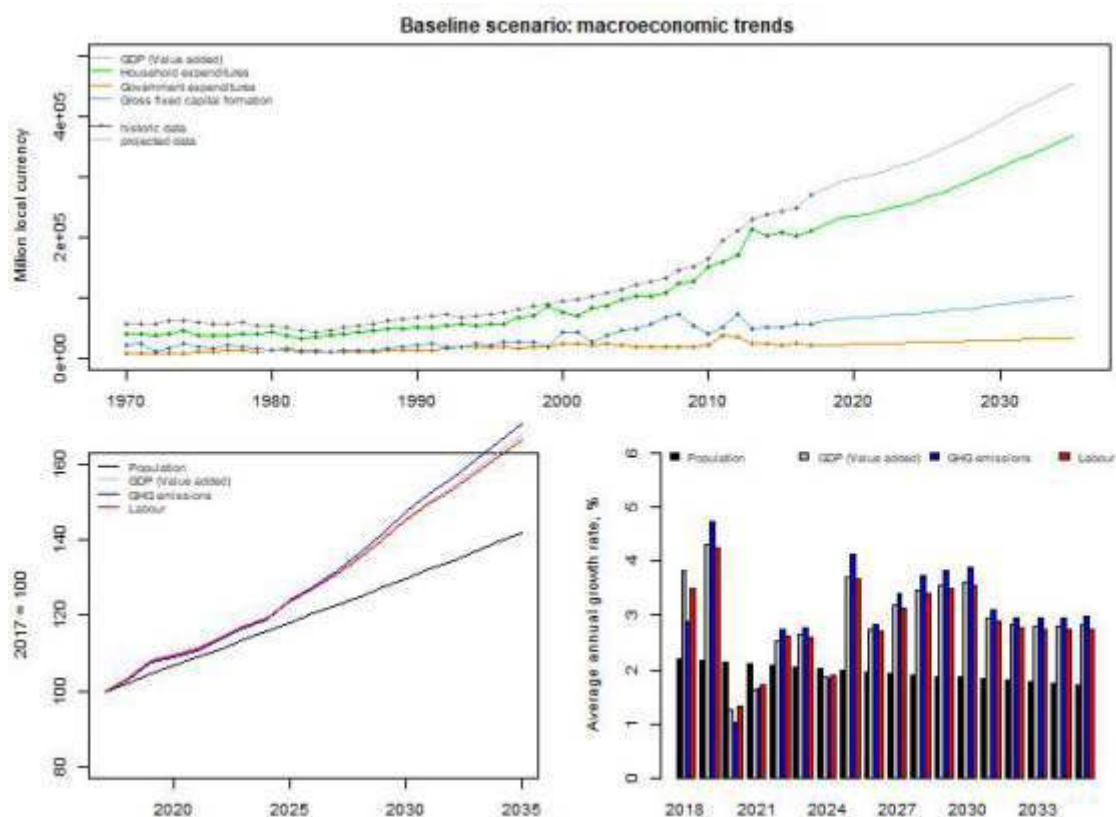 Baseline scenario: macroeconomic trends
GDP (Value added)
Household expenditures
Government expenditures
Gross fixed capital formation
historic data
projected data
Million local currency
0e+00
2e+05
4e+05
1970
1980
1990
2000
2010
2020
2030
Population
GDP (Value added)
GHG emissions
Labour
2017 = 100
80
100
120
140
160
2020
2025
2030
2035
Population
GDP (Value added)
GHG emissions
Labour
Average annual growth rate, %
0
1
2
3
4
5
6
2018
2021
2024
2027
2030
2033